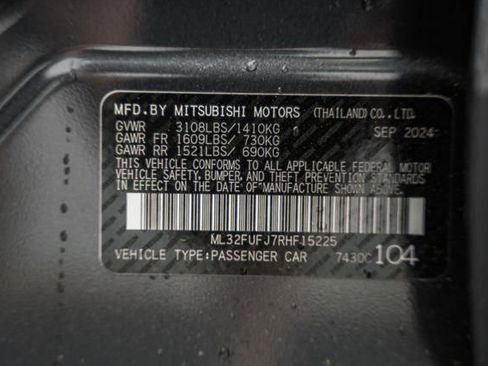 MFD.BY MITSUBISHI MOTORS (THAILAND)CO.,LTD.
GVWR 3108LBS/1410KG SEP 2024
GAWR FR 1609LBS/ 730KG
GAWR RR 1521LBS/ 690KG
THIS VEHICLE CONFORMS TO ALL APPLICABLE FEDERAL MOTOR
VEHICLE SAFETY, BUMPER, AND THEFT PREVENTION STANDARDS
IN EFFECT ON THE DATE OF MANUFACTURE SHOWN ABOVE.
ML32FUFJ7RHF15225
VEHICLE TYPE:PASSENGER CAR 7430C 104